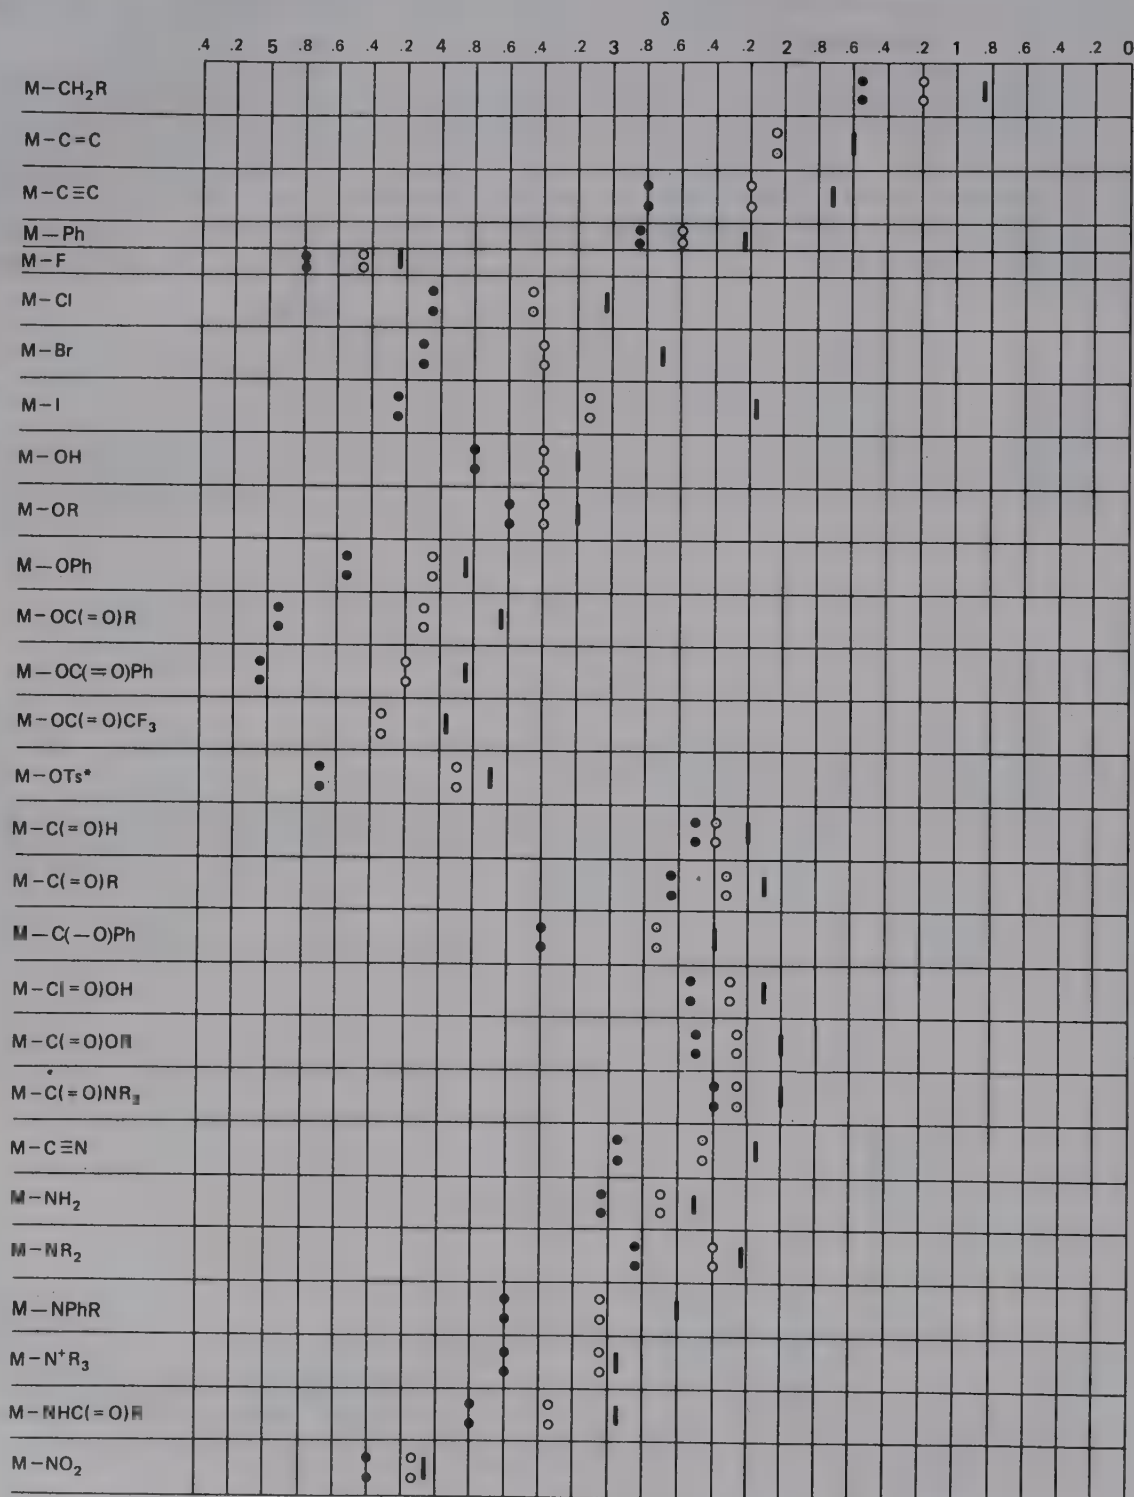 δ
.4 .2 5 .8 .6 .4 .2 4 .8 .6 .4 .2 3 .8 .6 .4 .2 2 .8 .6 .4 .2 1 .8 .6 .4 .2 0
M–CH₂R
M–C=C
M–C≡C
M–Ph
M–F
M–Cl
M–Br
M–I
M–OH
M–OR
M–OPh
M–OC(=O)R
M–OC(=O)Ph
M–OC(=O)CF₃
M–OTs*
M–C(=O)H
M–C(=O)R
M–C(—O)Ph
M–C(=O)OH
M–C(=O)O
M–C(=O)NR
M–C≡N
M–NH₂
M–NR₂
M–NPhR
M–N⁺R₃
M–NHC(=O)
M–NO₂